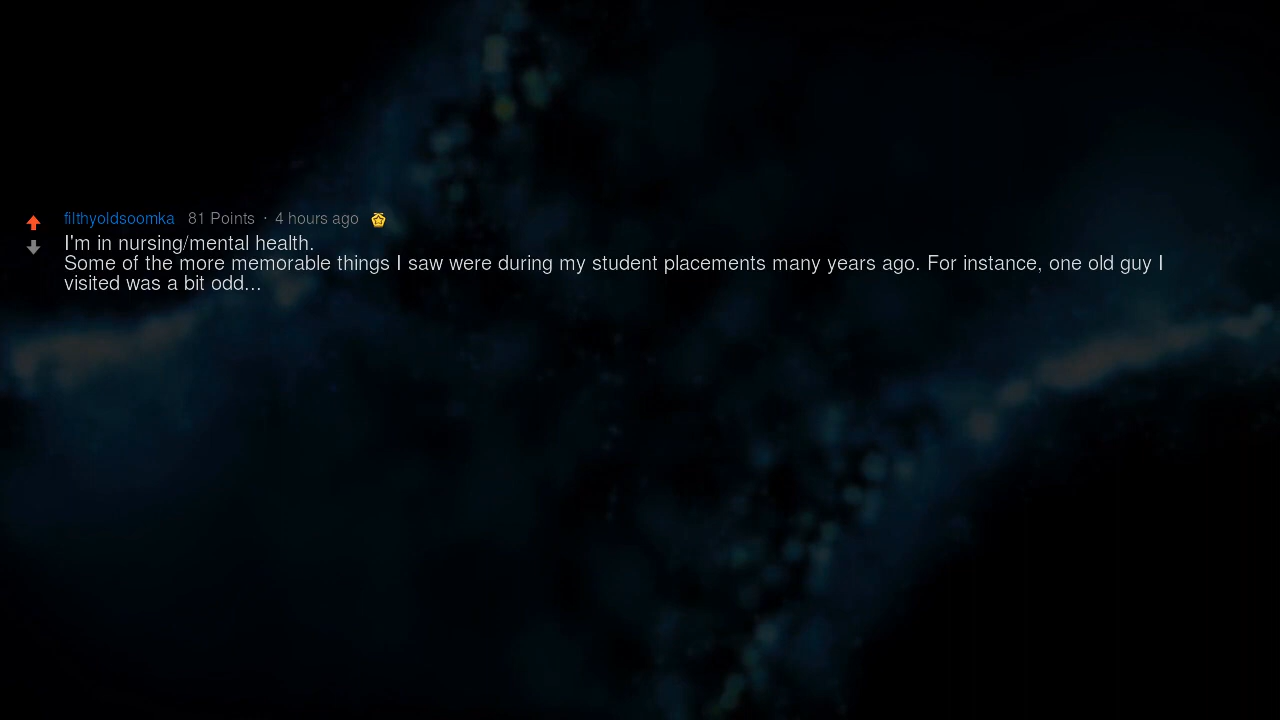 filthyoldsoomka 81 Points · 4 hours ago
I'm in nursing/mental health.
Some of the more memorable things I saw were during my student placements many years ago. For instance, one old guy I
visited was a bit odd...